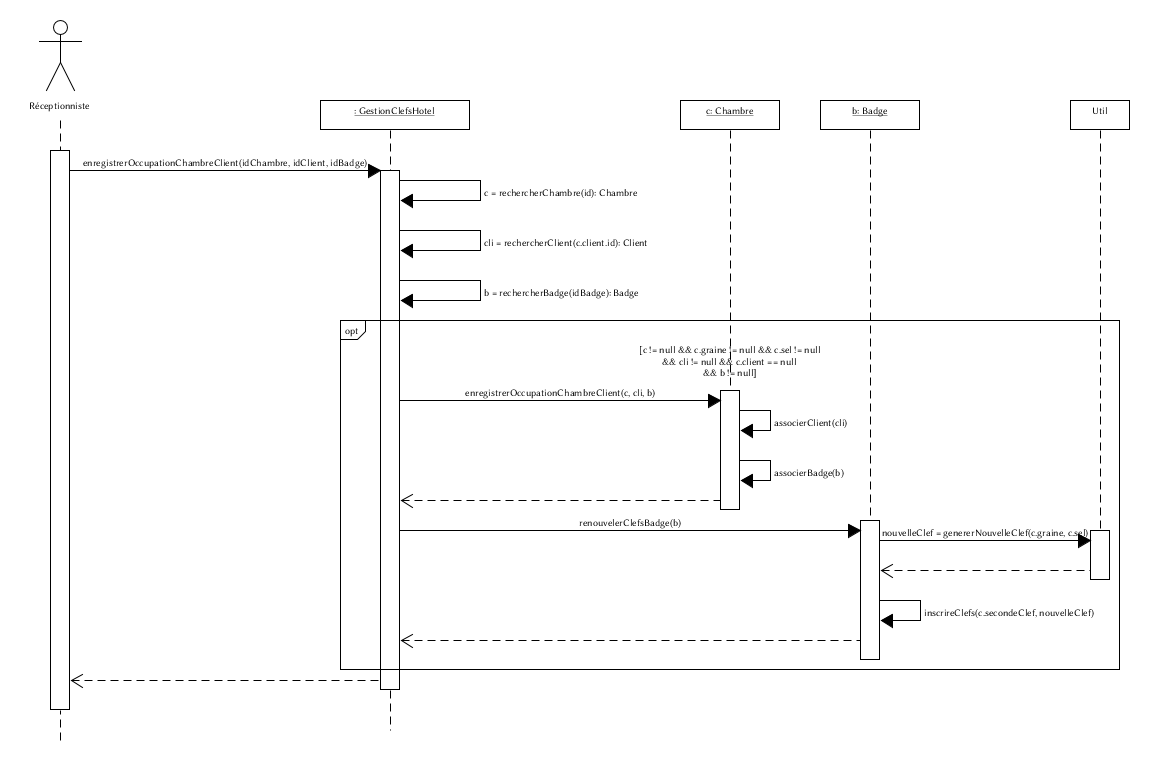 Réceptionniste
: GestionClefsHotel
c: Chambre
b: Badge
Util
enregistrerOccupationChambreClient(idChambre, idClient, idBadge)
c = rechercherChambre(id): Chambre
cli = rechercherClient(c.client.id): Client
b = rechercherBadge(idBadge): Badge
opt
[c != null && c.graine != null && c.sel != null
&& cli != null && c.client == null
&& b != null]
enregistrerOccupationChambreClient(c, cli, b)
associerClient(cli)
associerBadge(b)
renouvelerClefsBadge(b)
nouvelleClef = genererNouvelleClef(c.graine, c.sel)
inscrireClefs(c.secondeClef, nouvelleClef)